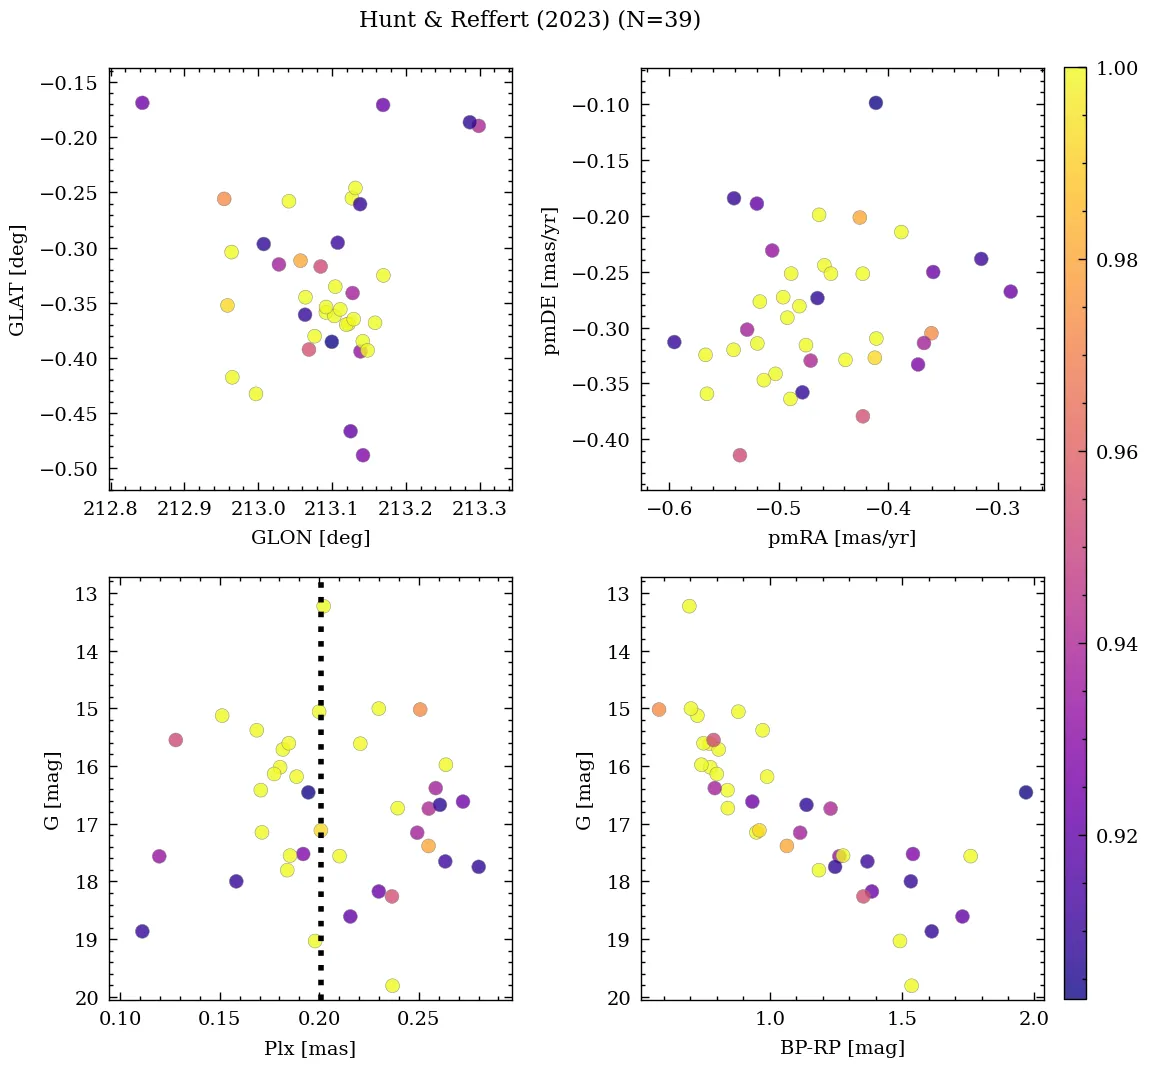 Hunt & Reffert (2023) (N=39)
−0.15
−0.20
−0.25
−0.30
−0.35
−0.40
−0.45
−0.50
GLAT [deg]
212.8 212.9 213.0 213.1 213.2 213.3
GLON [deg]
−0.10
−0.15
−0.20
−0.25
−0.30
−0.35
−0.40
pmDE [mas/yr]
−0.6 −0.5 −0.4 −0.3
pmRA [mas/yr]
13
14
15
16
17
18
19
20
G [mag]
0.10 0.15 0.20 0.25
Plx [mas]
13
14
15
16
17
18
19
20
G [mag]
1.0 1.5 2.0
BP-RP [mag]
1.00
0.98
0.96
0.94
0.92